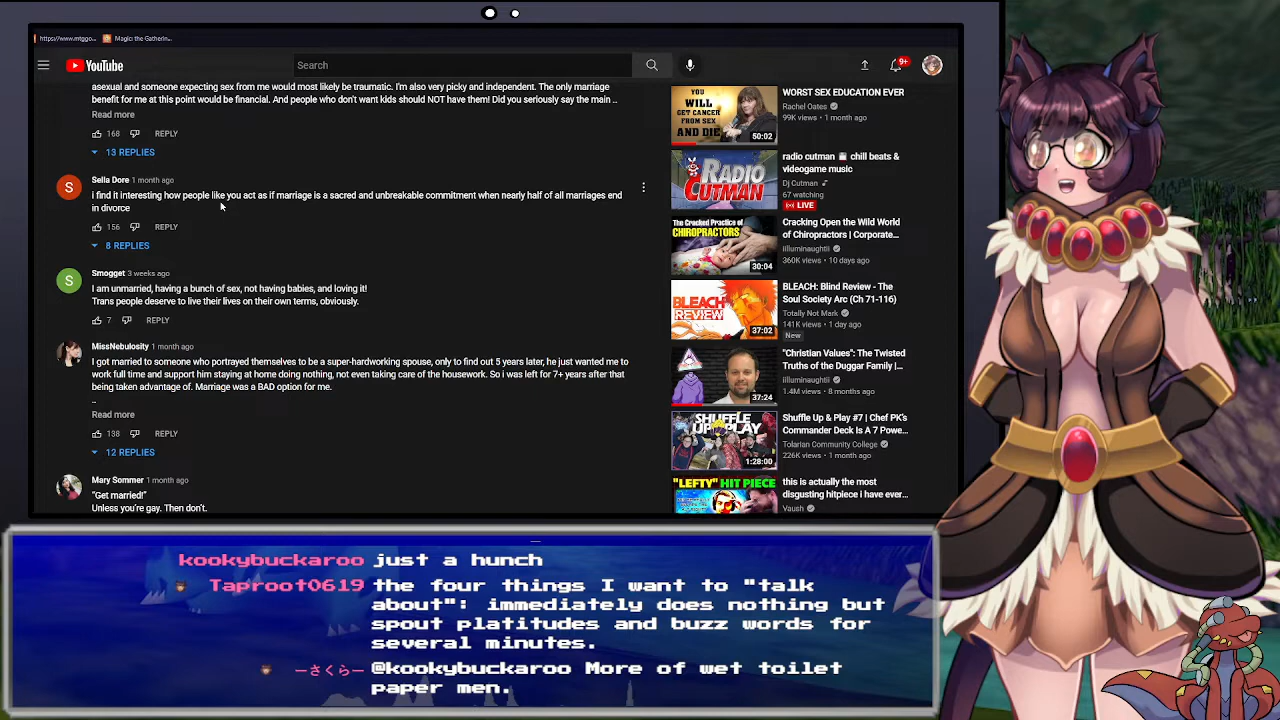 https://www.mtggo...
Magic: the Gatherin...
YouTube
Search
9+
asexual and someone expecting sex from me would most likely be traumatic. I'm also very picky and independent. The only marriage
benefit for me at this point would be financial. And people who don't want kids should NOT have them! Did you seriously say the main ..
Read more
168
REPLY
13 REPLIES
S
Sella Dore 1 month ago
i find it interesting how people like you act as if marriage is a sacred and unbreakable commitment when nearly half of all marriages end
in divorce
156
REPLY
8 REPLIES
S
Smogget 3 weeks ago
I am unmarried, having a bunch of sex, not having babies, and loving it!
Trans people deserve to live their lives on their own terms, obviously.
7
REPLY
MissNebulosity 1 month ago
I got married to someone who portrayed themselves to be a super-hardworking spouse, only to find out 5 years later, he just wanted me to
work full time and support him staying at home doing nothing, not even taking care of the housework. So i was left for 7+ years after that
being taken advantage of. Marriage was a BAD option for me.
..
Read more
138
REPLY
12 REPLIES
Mary Sommer 1 month ago
"Get married!"
Unless you're gay. Then don't.
YOU
WILL
GET CANCER
FROM SEX
AND DIE
50:02
WORST SEX EDUCATION EVER
Rachel Oates
99K views • 1 month ago
RADIO
CUTMAN
radio cutman chill beats &
videogames
Dj Cutman
67 watching
LIVE
The Cracked Practice of
CHIROPRACTORS
30:04
Cracking Open the Wild World
of Chiropractors | Corporate...
illuminaughtii
360K views • 10 days ago
BLEACH
REVIEW
37:02
BLEACH: Blind Review - The
Soul Society Arc (Ch 71-116)
Totally Not Mark
141K views • 1 day ago
New
37:24
"Christian Values": The Twisted
Truths of the Duggar Family |...
illuminaughtii
1.4M views • 8 months ago
SHUFFLE
UP & PLAY
1:28:00
Shuffle Up & Play #7 | Chef PK's
Commander Deck Is A 7 Powe...
Tolarian Community College
226K views • 1 month ago
"LEFTY" HIT PIECE
this is actually the most
disgusting hitpiece i have ever...
Vaush
kookybuckaroo just a hunch
Taproot0619 the four things I want to "talk
about": immediately does nothing but
spout platitudes and buzz words for
several minutes.
ーさくらー @kookybuckaroo More of wet toilet
paper men.